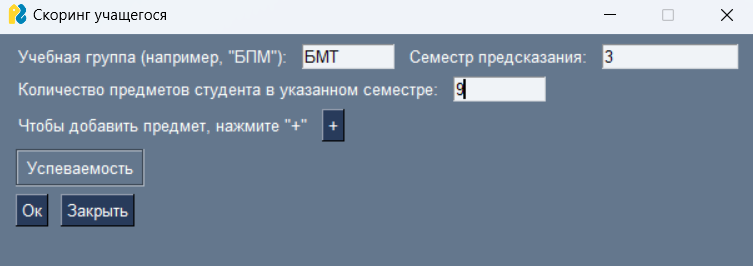 Скоринг учащегося
Учебная группа (например, "БПМ"): БМТ Семестр предсказания: 3
Количество предметов студента в указанном семестре: 9
Чтобы добавить предмет, нажмите "+" +
Успеваемость
Ок Закрыть